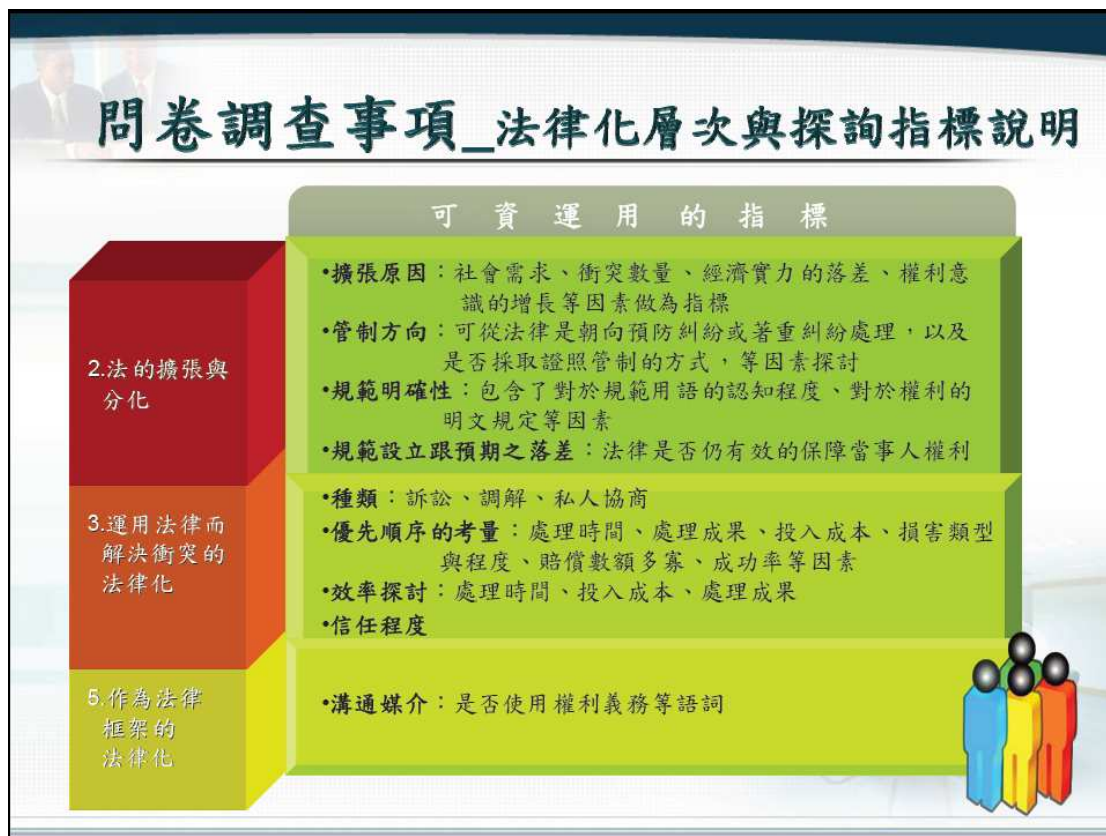 問卷調查事項_法律化層次與探詢指標說明
可資運用的指標
2.法的擴張與
分化
•擴張原因：社會需求、衝突數量、經濟實力的落差、權利意
識的增長等因素做為指標
•管制方向：可從法律是朝向預防糾紛或著重糾紛處理，以及
是否採取證照管制的方式，等因素探討
•規範明確性：包含了對於規範用語的認知程度、對於權利的
明文規定等因素
•規範設立跟預期之落差：法律是否仍有效的保障當事人權利
3.運用法律而
解決衝突的
法律化
•種類：訴訟、調解、私人協商
•優先順序的考量：處理時間、處理成果、投入成本、損害類型
與程度、賠償數額多寡、成功率等因素
•效率探討：處理時間、投入成本、處理成果
•信任程度
5.作為法律
框架的
法律化
•溝通媒介：是否使用權利義務等語詞